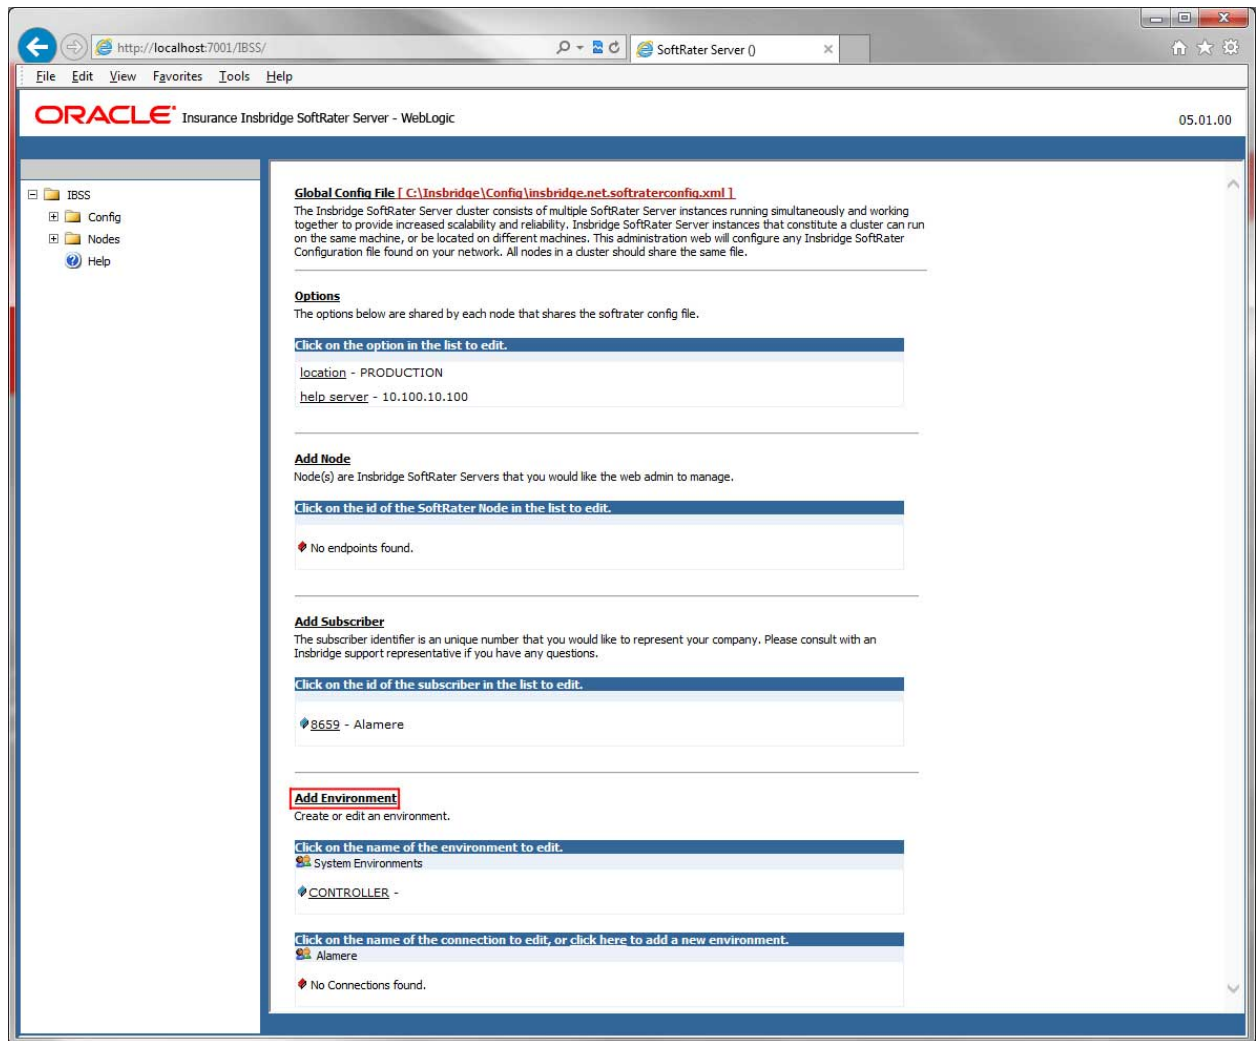 http://localhost:7001/IBSS/
SoftRater Server ()
File Edit View Favorites Tools Help
ORACLE Insurance Insbridge SoftRater Server - WebLogic
05.01.00
IBSS
Config
Nodes
Help
Global Config File [ C:\Insbridge\Config\insbridge.net.softraterconfig.xml ]
The Insbridge SoftRater Server cluster consists of multiple SoftRater Server instances running simultaneously and working
together to provide increased scalability and reliability. Insbridge SoftRater Server instances that constitute a cluster can run
on the same machine, or be located on different machines. This administration web will configure any Insbridge SoftRater
Configuration file found on your network. All nodes in a cluster should share the same file.
Options
The options below are shared by each node that shares the softrater config file.
Click on the option in the list to edit.
location - PRODUCTION
help server - 10.100.10.100
Add Node
Node(s) are Insbridge SoftRater Servers that you would like the web admin to manage.
Click on the id of the SoftRater Node in the list to edit.
No endpoints found.
Add Subscriber
The subscriber identifier is an unique number that you would like to represent your company. Please consult with an
Insbridge support representative if you have any questions.
Click on the id of the subscriber in the list to edit.
8659 - Alamere
Add Environment
Create or edit an environment.
Click on the name of the environment to edit.
System Environments
CONTROLLER -
Click on the name of the connection to edit, or click here to add a new environment.
Alamere
No Connections found.